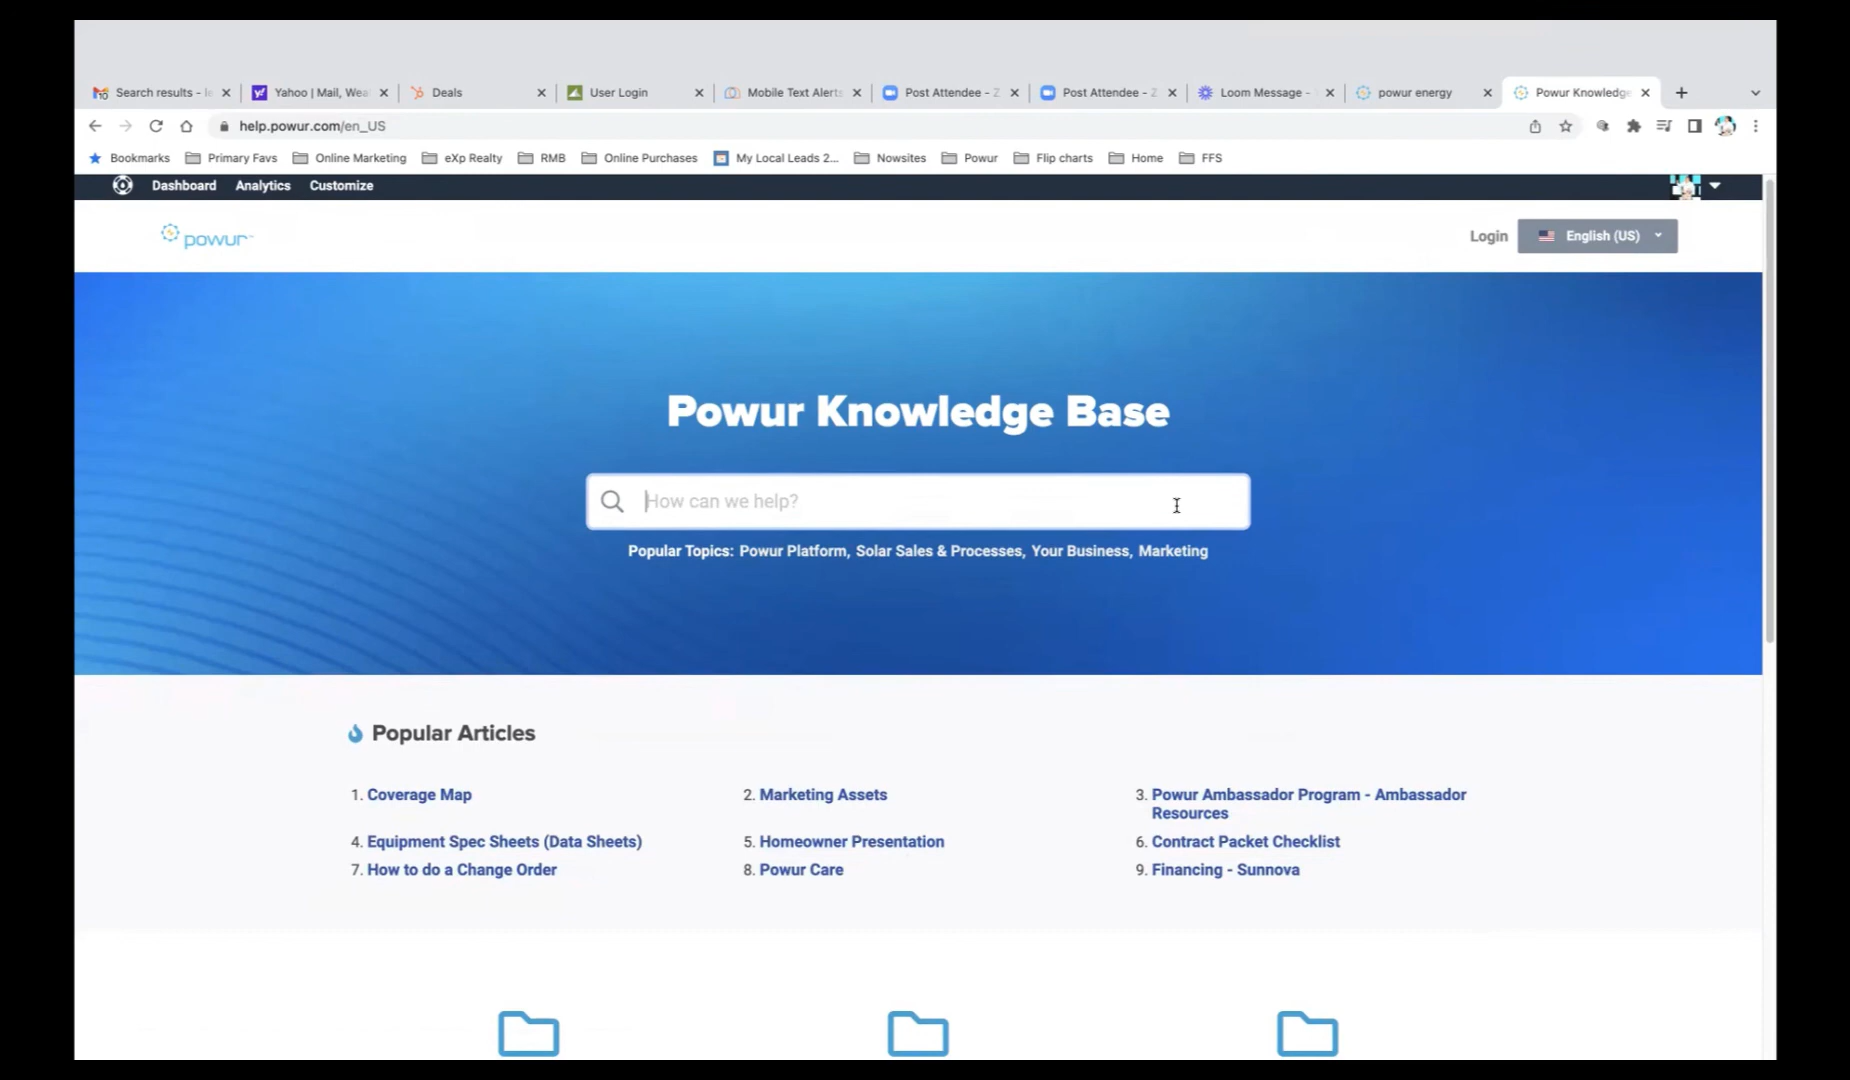 Search results - I
Yahoo | Mail, Wea
Deals
User Login
Mobile Text Alerts
Post Attendee - Z
Post Attendee - Z
Loom Message -
powur energy
Powur Knowledge
help.powur.com/en_US
Bookmarks
Primary Favs
Online Marketing
eXp Realty
RMB
Online Purchases
My Local Leads 2...
Nowsites
Powur
Flip charts
Home
FFS
Dashboard
Analytics
Customize
powur™
Login
English (US)
Powur Knowledge Base
How can we help?
Popular Topics: Powur Platform, Solar Sales & Processes, Your Business, Marketing
Popular Articles
1. Coverage Map
2. Marketing Assets
3. Powur Ambassador Program - Ambassador
Resources
4. Equipment Spec Sheets (Data Sheets)
5. Homeowner Presentation
6. Contract Packet Checklist
7. How to do a Change Order
8. Powur Care
9. Financing - Sunnova